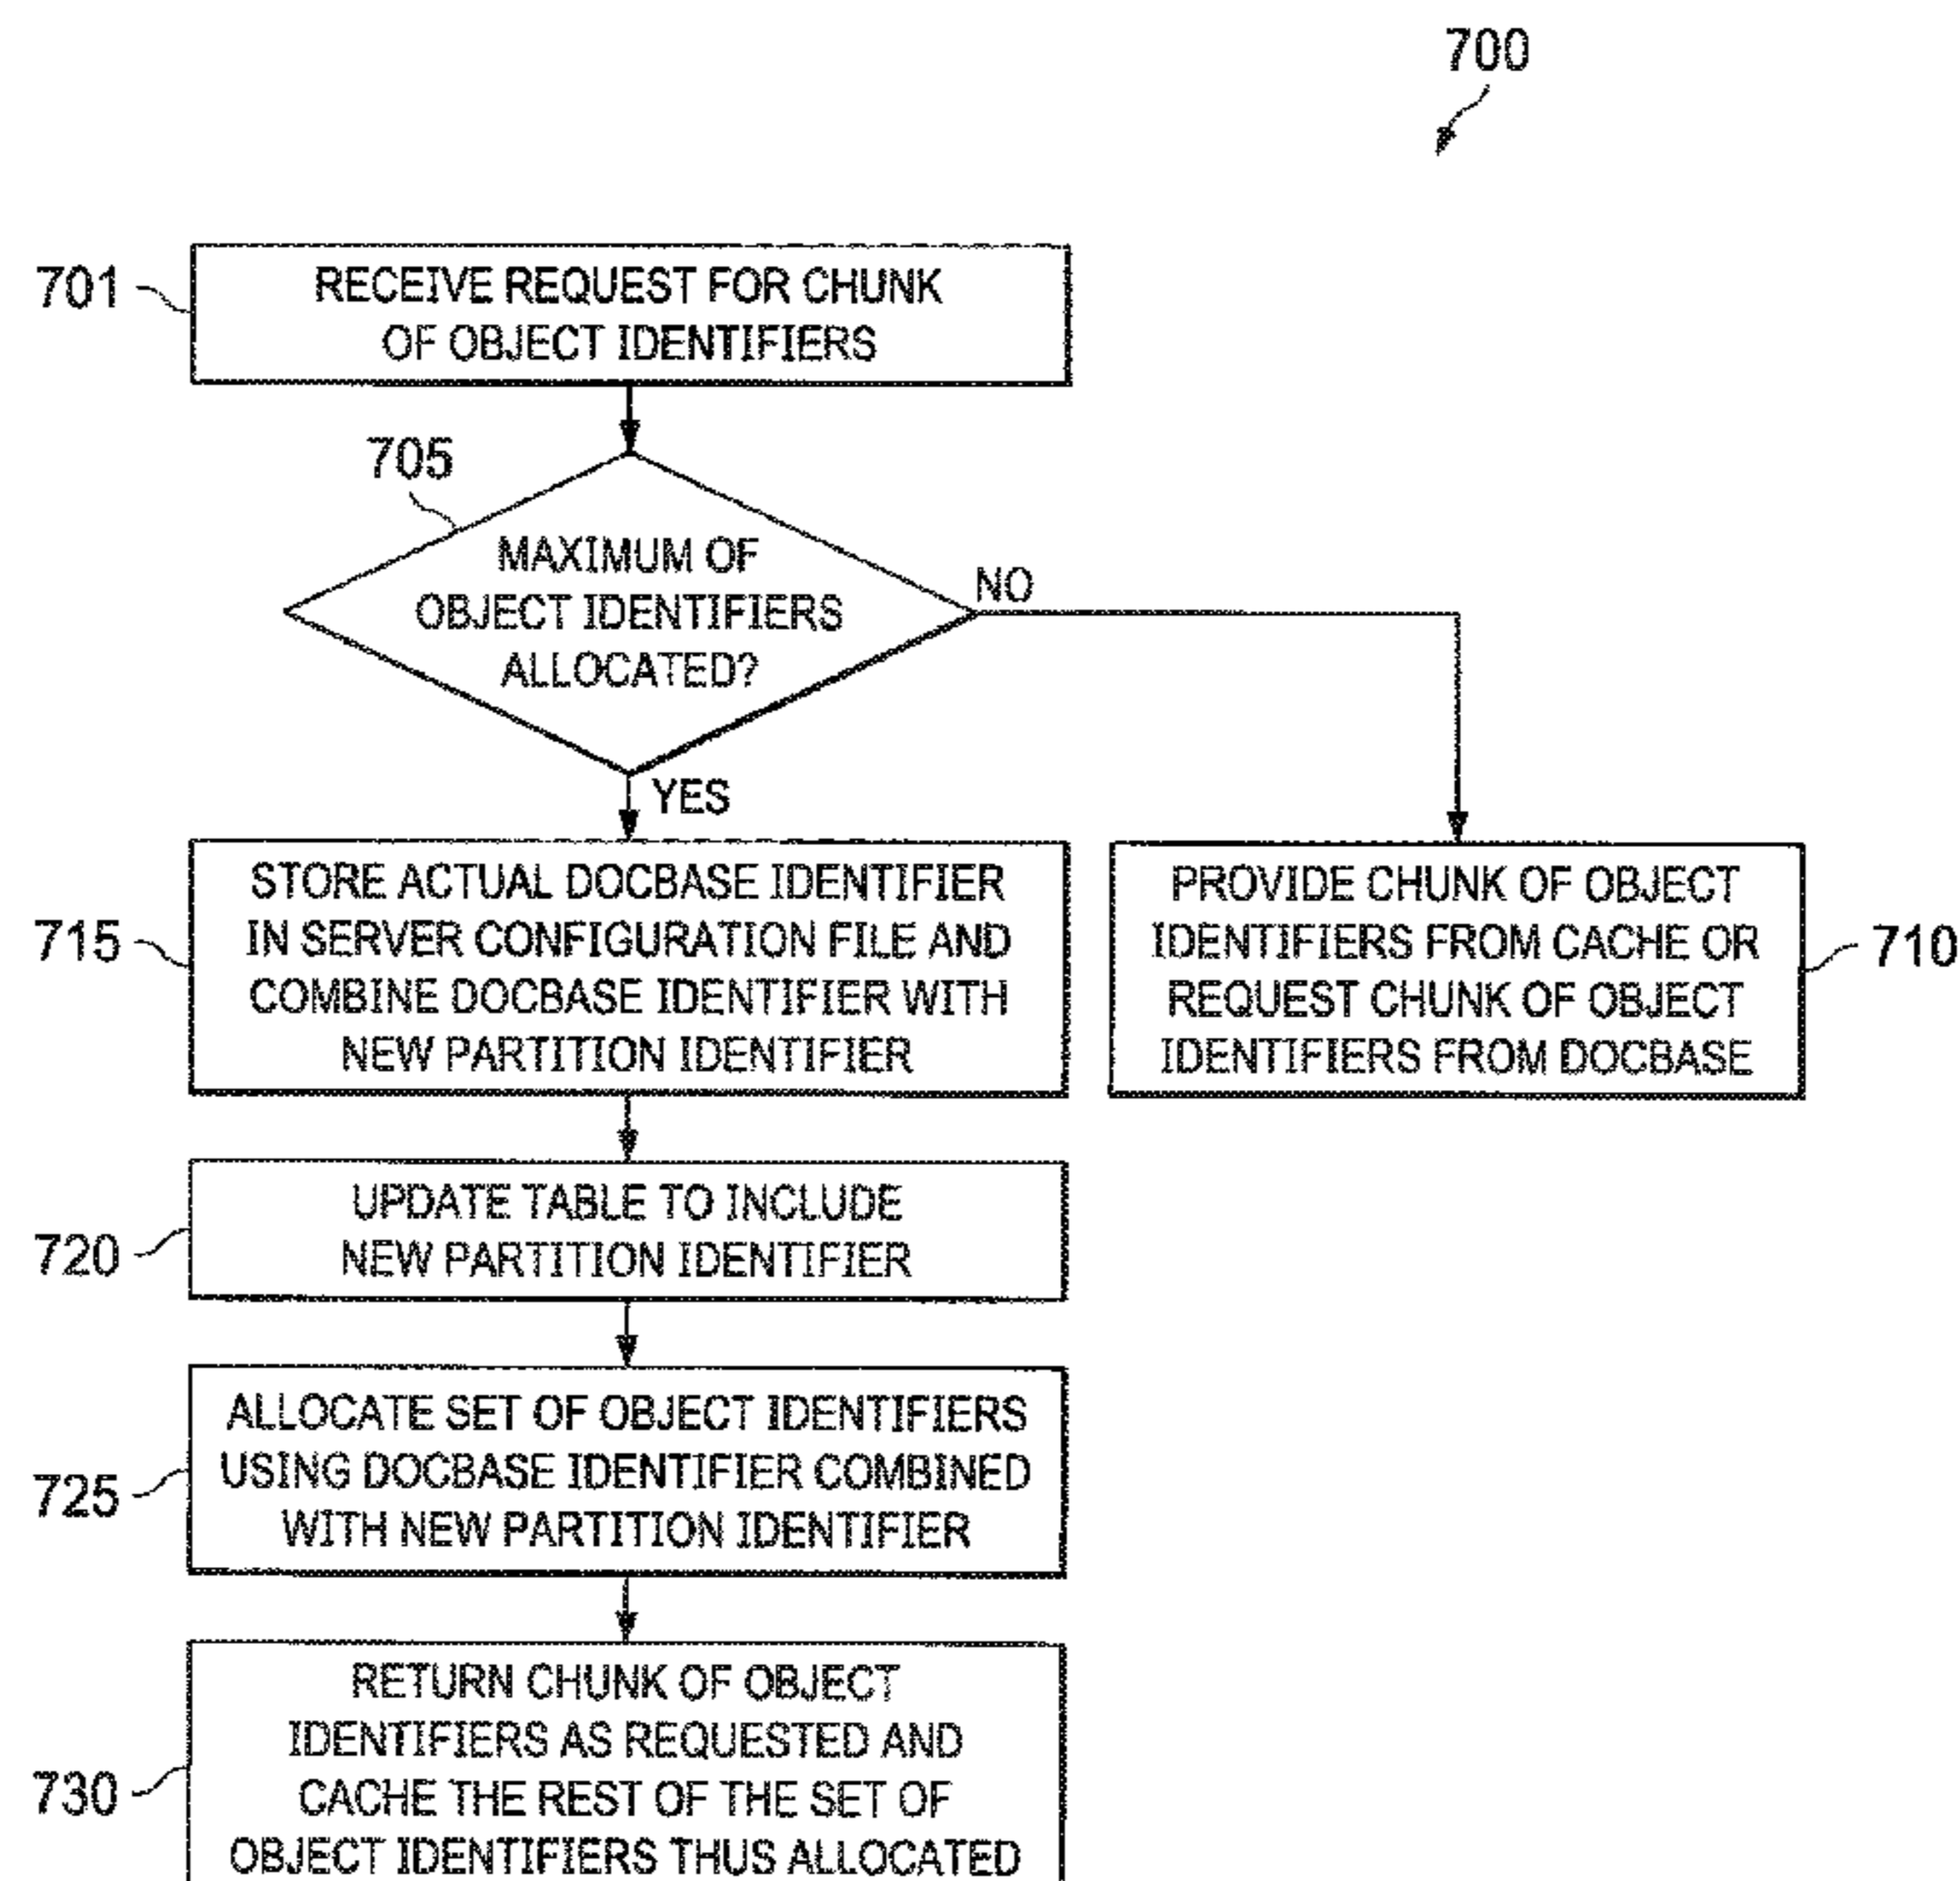 700
701
RECEIVE REQUEST FOR CHUNK
OF OBJECT IDENTIFIERS
705
MAXIMUM OF
OBJECT IDENTIFIERS
ALLOCATED?
NO
YES
715
STORE ACTUAL DOCBASE IDENTIFIER
IN SERVER CONFIGURATION FILE AND
COMBINE DOCBASE IDENTIFIER WITH
NEW PARTITION IDENTIFIER
PROVIDE CHUNK OF OBJECT
IDENTIFIERS FROM CACHE OR
REQUEST CHUNK OF OBJECT
IDENTIFIERS FROM DOCBASE
710
720
UPDATE TABLE TO INCLUDE
NEW PARTITION IDENTIFIER
725
ALLOCATE SET OF OBJECT IDENTIFIERS
USING DOCBASE IDENTIFIER COMBINED
WITH NEW PARTITION IDENTIFIER
730
RETURN CHUNK OF OBJECT
IDENTIFIERS AS REQUESTED AND
CACHE THE REST OF THE SET OF
OBJECT IDENTIFIERS THUS ALLOCATED